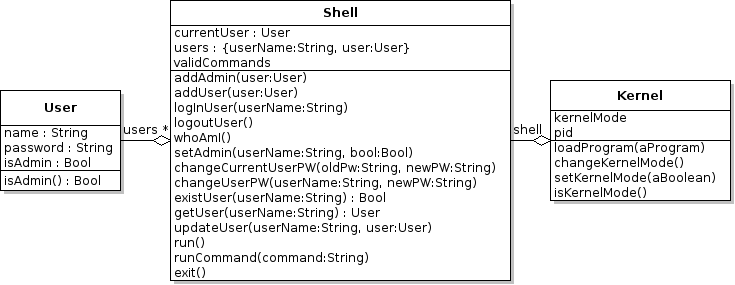 Shell
currentUser : User
users : {userName:String, user:User}
validCommands
addAdmin(user:User)
addUser(user:User)
logInUser(userName:String)
logoutUser()
whoAmI()
setAdmin(userName:String, bool:Bool)
changeCurrentUserPW(oldPw:String, newPW:String)
changeUserPW(userName:String, newPW:String)
existUser(userName:String) : Bool
getUser(userName:String) : User
updateUser(userName:String, user:User)
run()
runCommand(command:String)
exit()
User
name : String
password : String
isAdmin : Bool
isAdmin() : Bool
users *
shell
Kernel
kernelMode
pid
loadProgram(aProgram)
changeKernelMode()
setKernelMode(aBoolean)
isKernelMode()